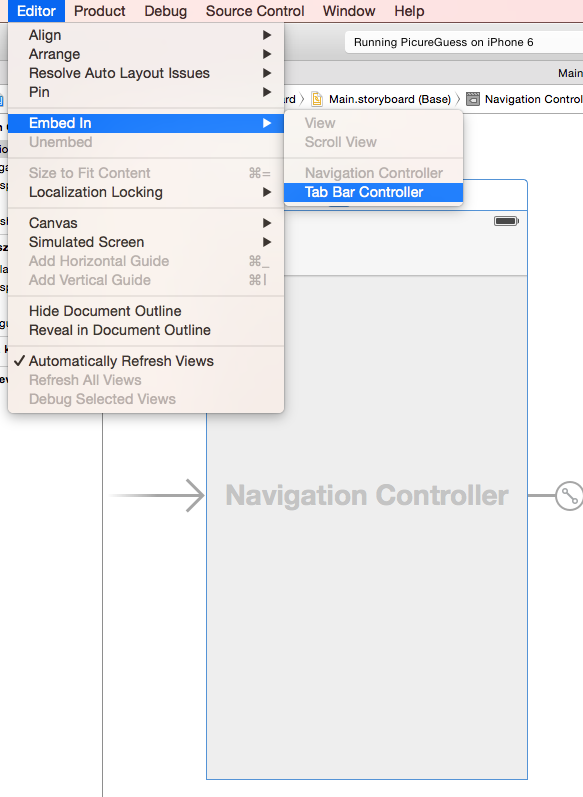 Editor Product Debug Source Control Window Help
Running PicureGuess on iPhone 6
Main
Main.storyboard (Base) Navigation Control
Align
Arrange
Resolve Auto Layout Issues
Pin
Embed In
Unembed
Size to Fit Content ⌘=
Localization Locking
Canvas
Simulated Screen
Add Horizontal Guide ⌘_
Add Vertical Guide ⌘|
Hide Document Outline
Reveal in Document Outline
✓ Automatically Refresh Views
Refresh All Views
Debug Selected Views
View
Scroll View
Navigation Controller
Tab Bar Controller
Navigation Controller